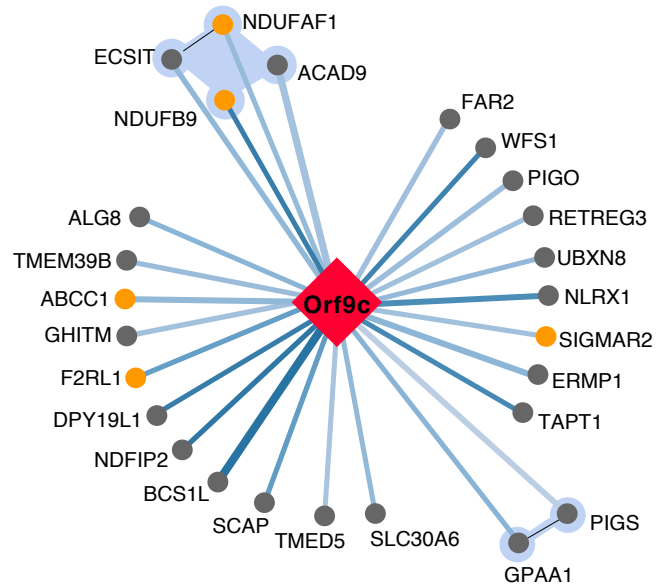 NDUFAF1
ECSIT
ACAD9
NDUFB9
FAR2
WFS1
PIGO
ALG8
RETREG3
TMEM39B
UBXN8
ABCC1
NLRX1
Orf9c
GHITM
SIGMAR2
F2RL1
ERMP1
DPY19L1
TAPT1
NDFIP2
BCS1L
SCAP
TMED5
SLC30A6
PIGS
GPAA1